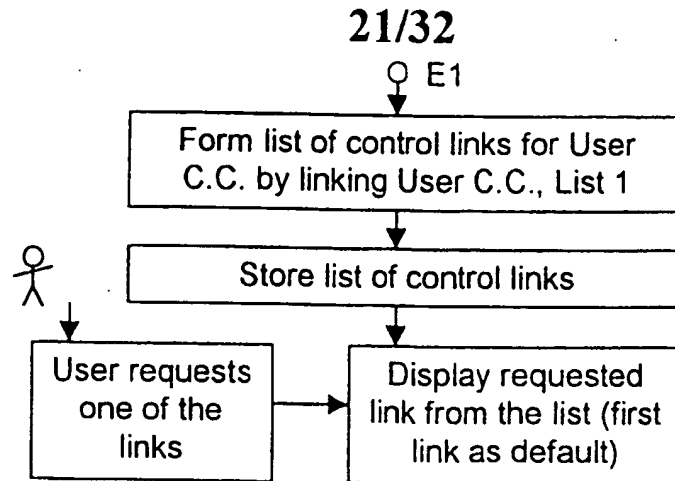 21/32
E1
Form list of control links for User
C.C. by linking User C.C., List 1
Store list of control links
User requests
one of the
links
Display requested
link from the list (first
link as default)